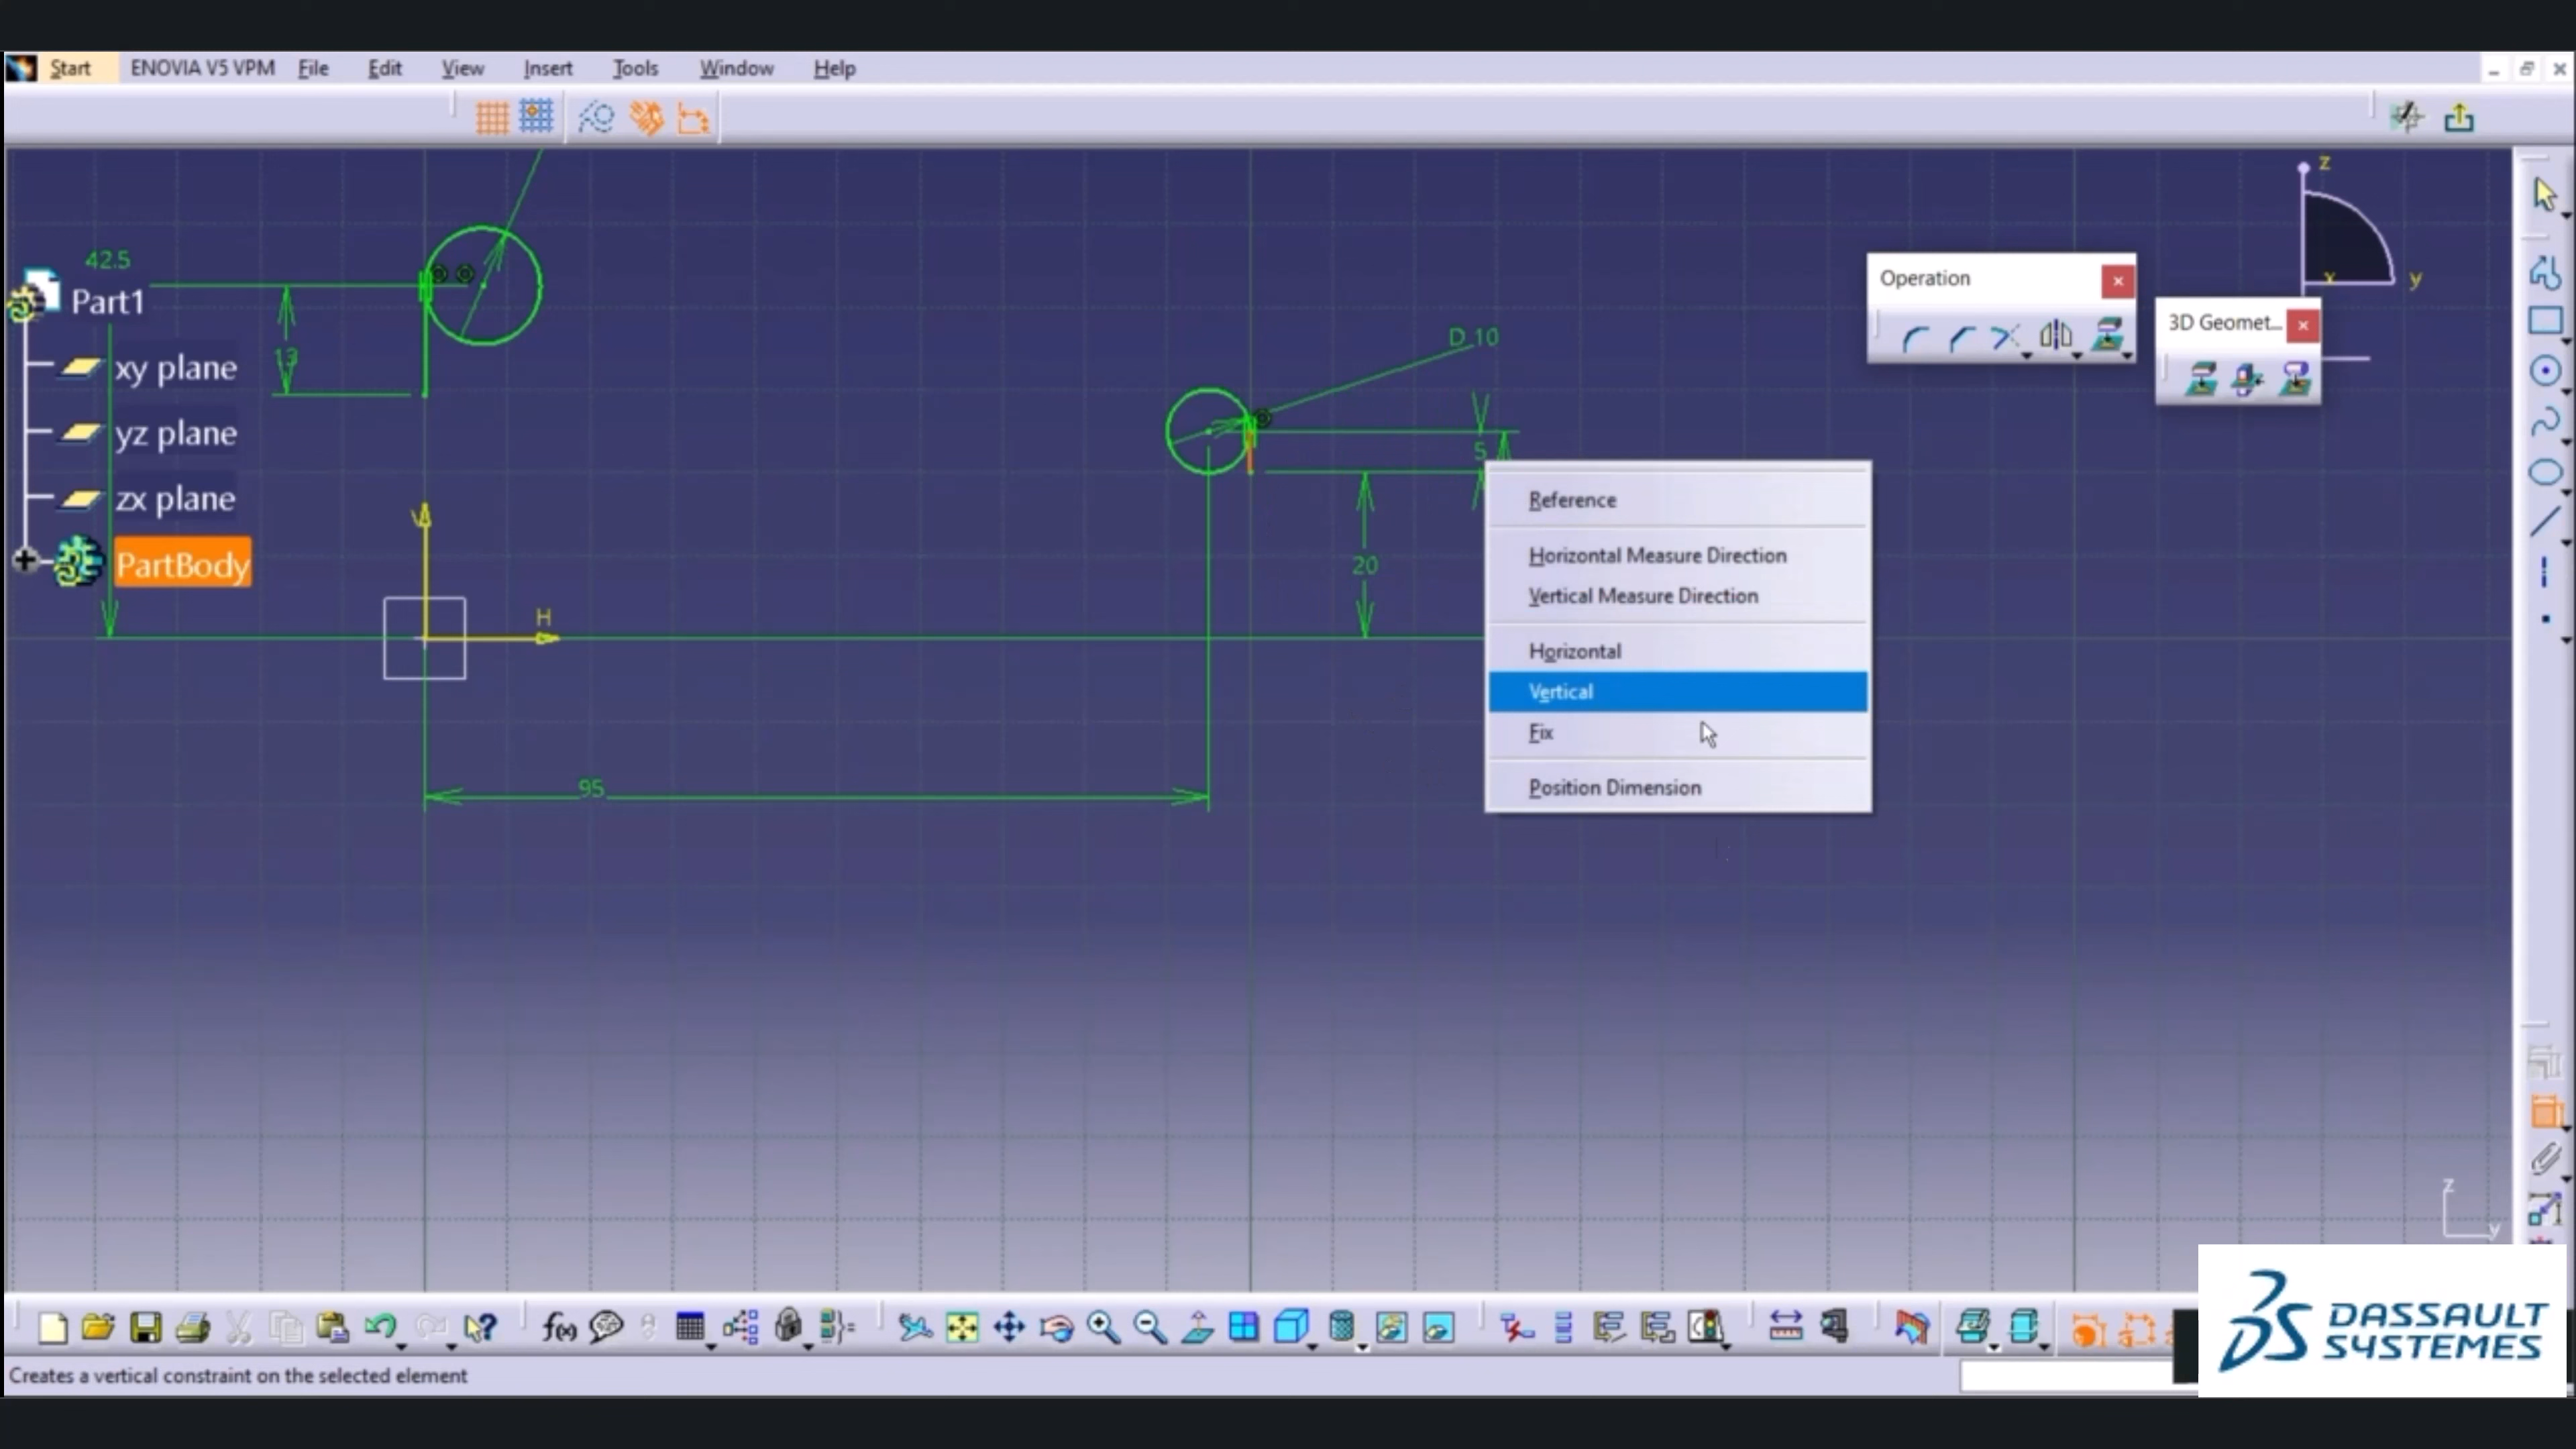 Start ENOVIA V5 VPM File Edit View Insert Tools Window Help
z
x
y
Operation
3D Geomet...
42.5
Part1
xy plane
yz plane
zx plane
PartBody
13
D 10
5
20
V
H
95
Reference
Horizontal Measure Direction
Vertical Measure Direction
Horizontal
Vertical
Fix
Position Dimension
z
y
f(x)
Creates a vertical constraint on the selected element
DASSAULT
SYSTEMES